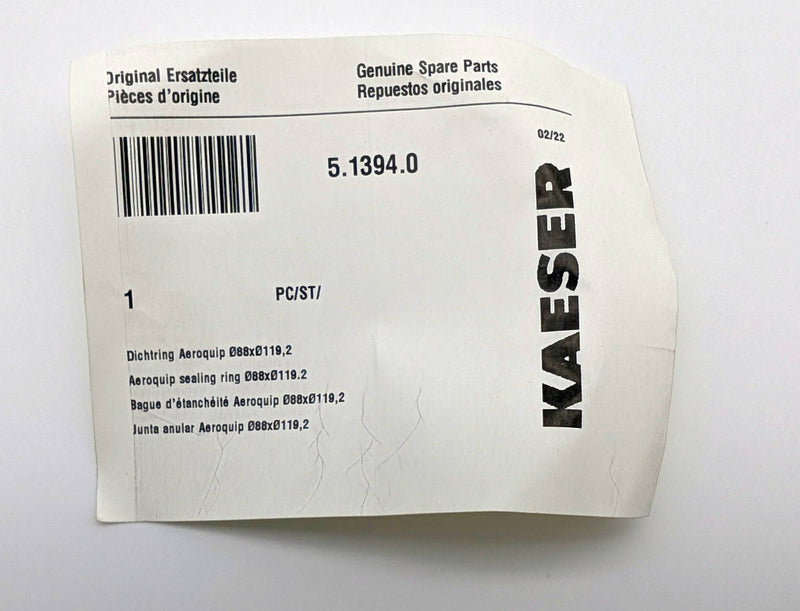 Original Ersatzteile
Pièces d'origine
Genuine Spare Parts
Repuestos originales
02/22
5.1394.0
KAESER
1 PC/ST/
Dichtring Aeroquip Ø88xØ119,2
Aeroquip sealing ring Ø88xØ119.2
Bague d'étanchéité Aeroquip Ø88xØ119,2
Junta anular Aeroquip Ø88xØ119,2